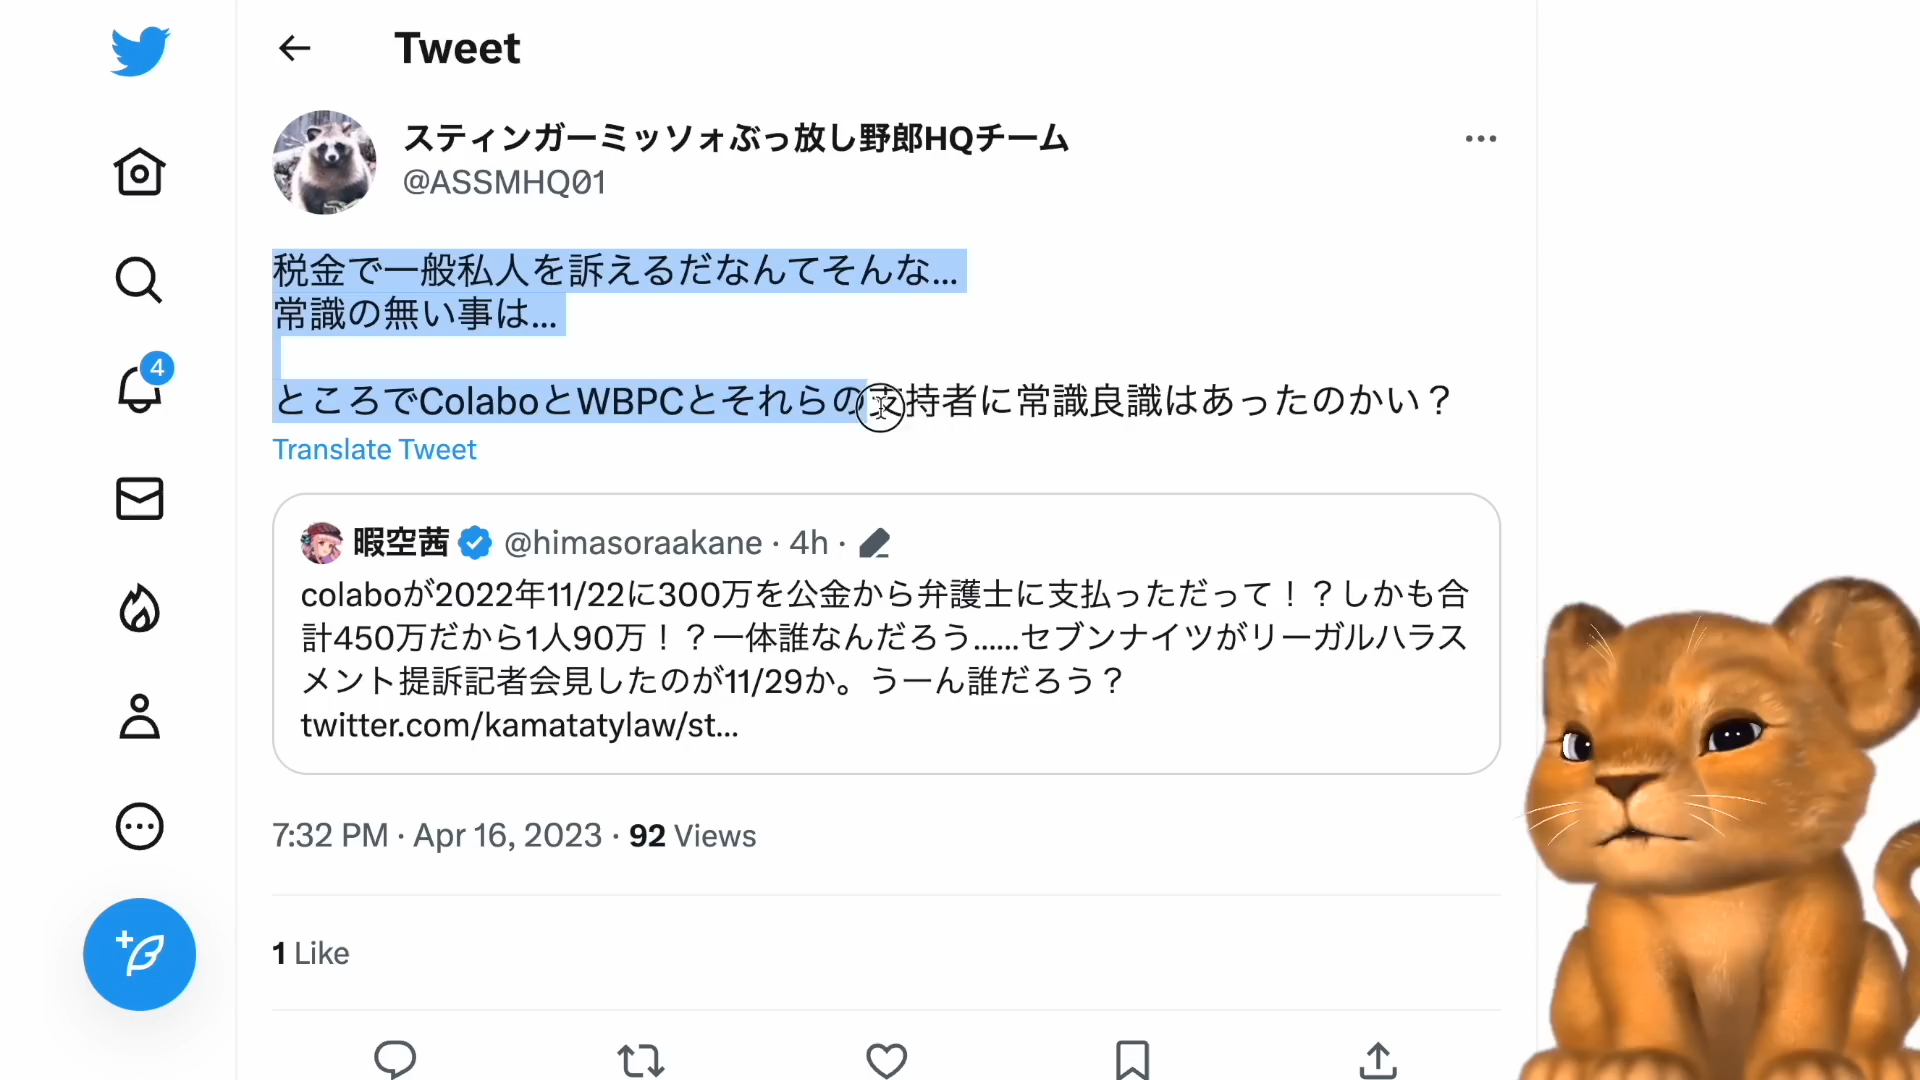 Tweet
スティンガーミッソォぶっ放し野郎HQチーム
@ASSMHQ01
税金で一般私人を訴えるだなんてそんな...
常識の無い事は...
ところでColaboとWBPCとそれらの支持者に常識良識はあったのかい？
Translate Tweet
暇空茜 @himasoraakane · 4h ·
colaboが2022年11/22に300万を公金から弁護士に支払っただって！？しかも合
計450万だから1人90万！？一体誰なんだろう......セブンナイツがリーガルハラス
メント提訴記者会見したのが11/29か。うーん誰だろう？
twitter.com/kamatatylaw/st...
7:32 PM · Apr 16, 2023 · 92 Views
1 Like
4